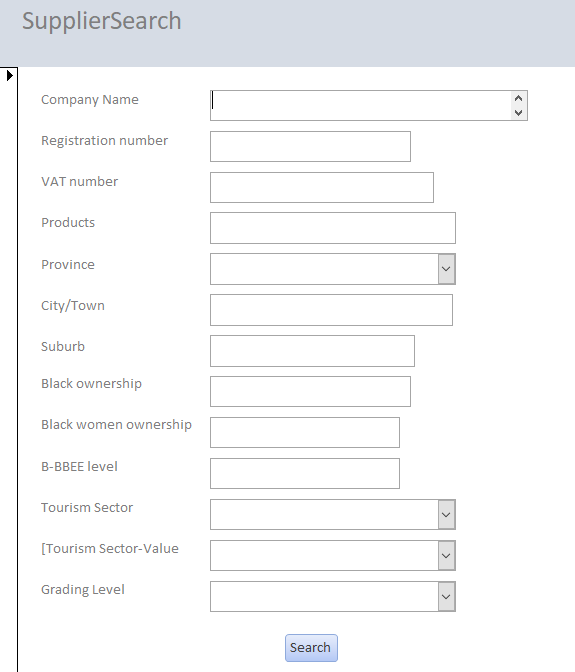 SupplierSearch
Company Name
Registration number
VAT number
Products
Province
City/Town
Suburb
Black ownership
Black women ownership
B-BBEE level
Tourism Sector
[Tourism Sector-Value
Grading Level
Search